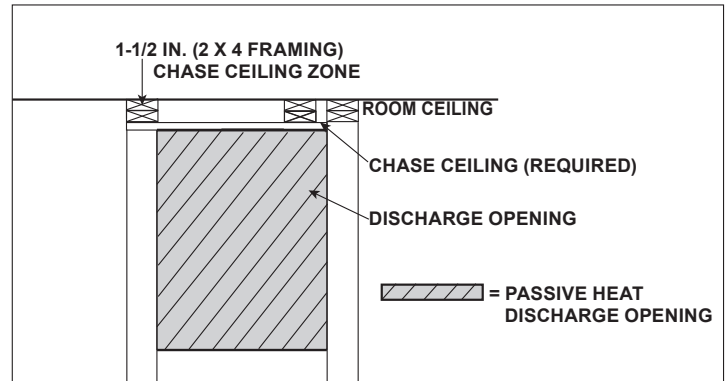 1-1/2 IN. (2 X 4 FRAMING)
CHASE CEILING ZONE
ROOM CEILING
CHASE CEILING (REQUIRED)
DISCHARGE OPENING
= PASSIVE HEAT
DISCHARGE OPENING